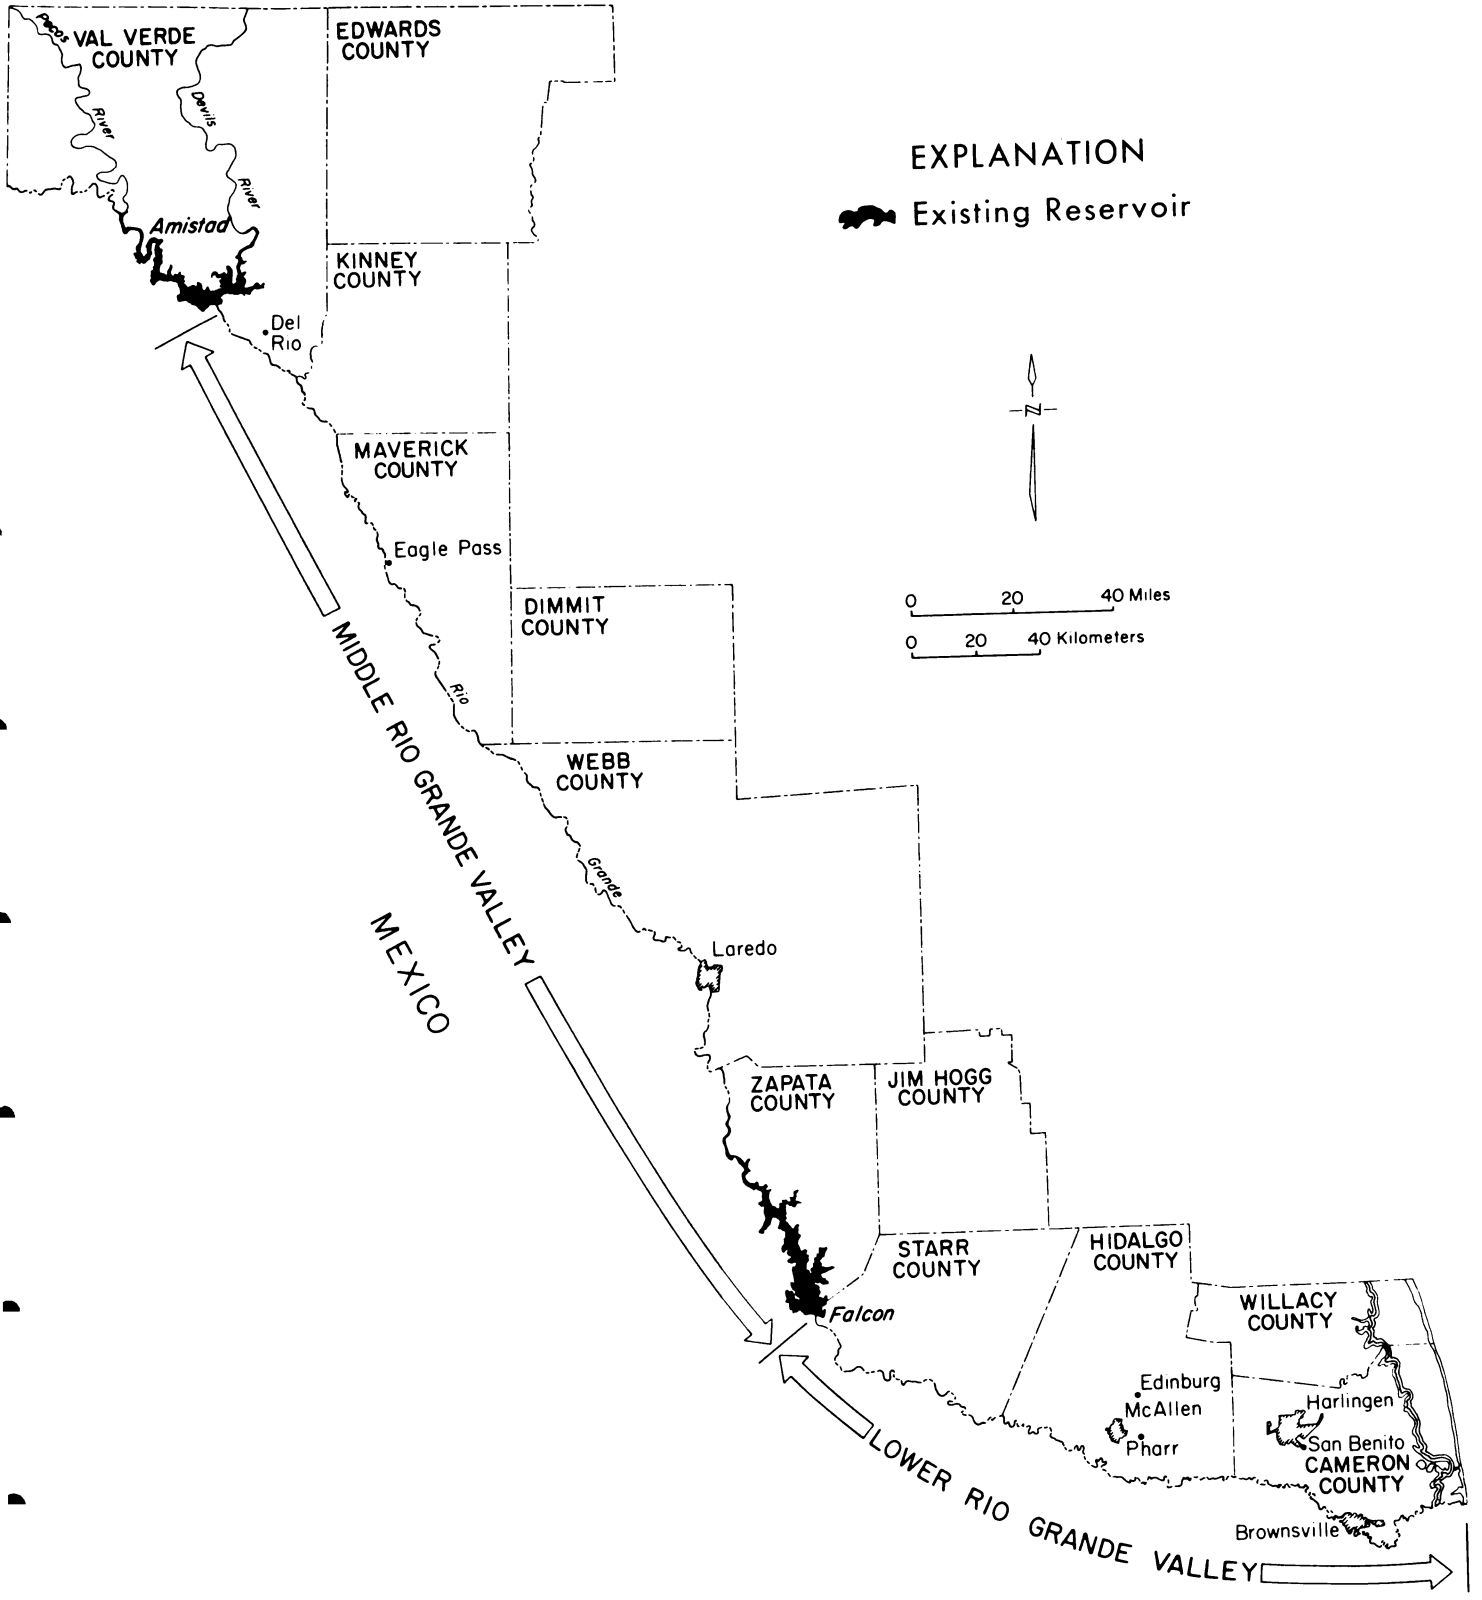 Pecos
River
VAL VERDE
COUNTY
Devils
River
EDWARDS
COUNTY
EXPLANATION
Existing Reservoir
Amistad
KINNEY
COUNTY
Del
Rio
N
MAVERICK
COUNTY
Eagle Pass
0 20 40 Miles
0 20 40 Kilometers
DIMMIT
COUNTY
MIDDLE RIO GRANDE VALLEY
Rio
Grande
WEBB
COUNTY
MEXICO
Laredo
ZAPATA
COUNTY
JIM HOGG
COUNTY
STARR
COUNTY
HIDALGO
COUNTY
Falcon
WILLACY
COUNTY
Edinburg
McAllen
Pharr
Harlingen
San Benito
CAMERON
COUNTY
Brownsville
LOWER RIO GRANDE VALLEY